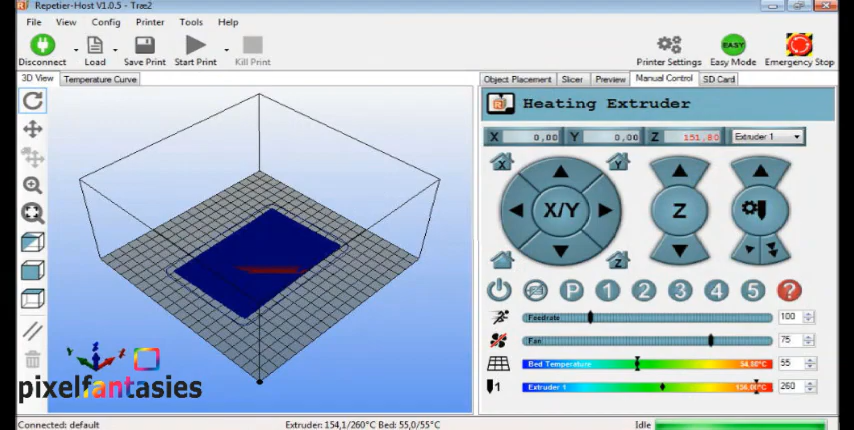 Repetier-Host V1.0.5 - Træ2
File View Config Printer Tools Help
Disconnect Load Save Print Start Print Kill Print Printer Settings EASY Easy Mode Emergency Stop
3D View Temperature Curve
Object Placement Slicer Preview Manual Control SD Card
Heating Extruder
X 0,00 Y 0,00 Z 151,80 Extruder 1
X Y
X/Y Z
Z
P 1 2 3 4 5 ?
Feedrate 100
Fan 75
Bed Temperature 54,90°C 55
1 Extruder 1 260
pixelfantasies
Connected: default Extruder: 154,1/260°C Bed: 55,0/55°C Idle